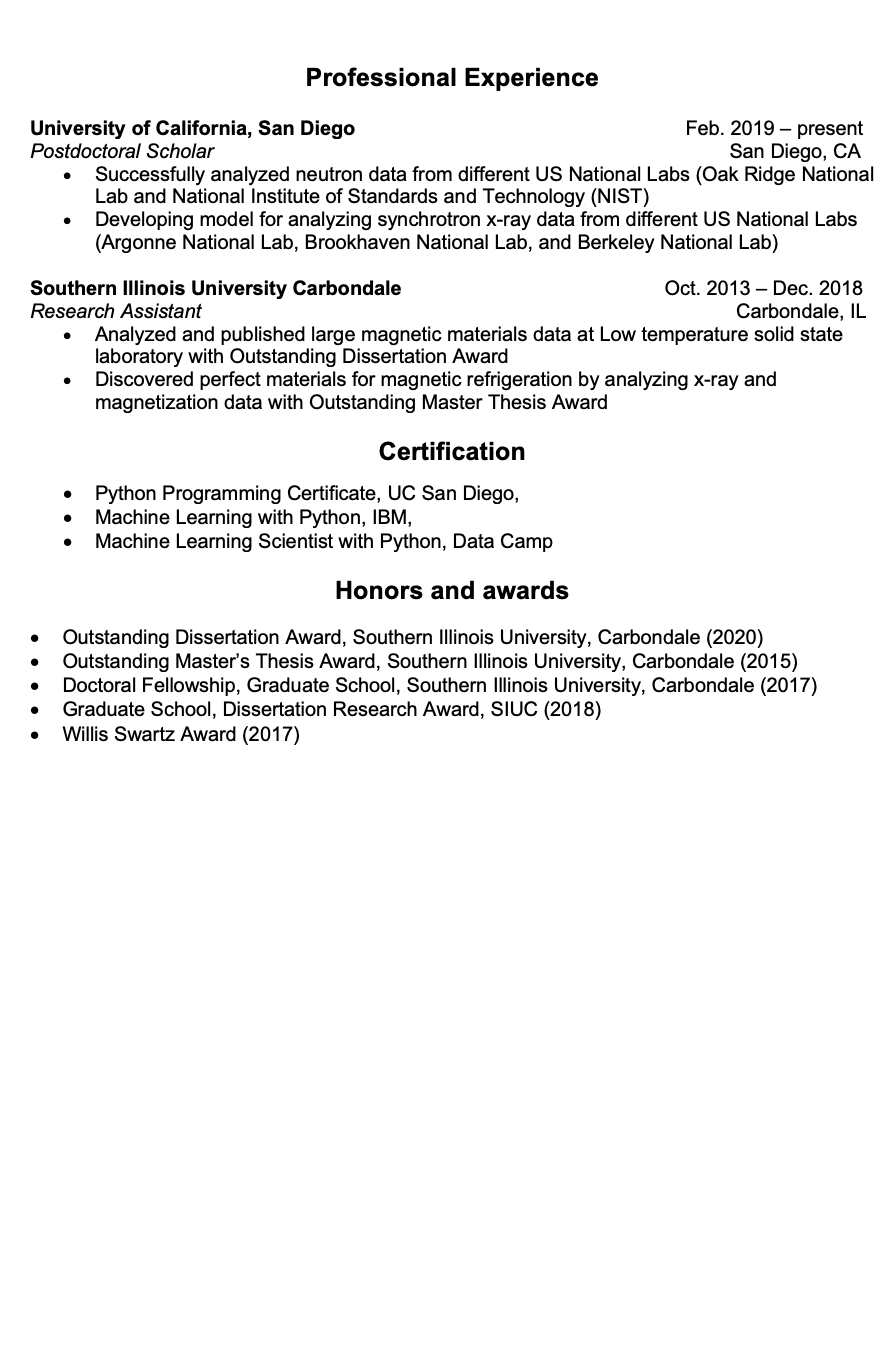 Professional Experience
University of California, San Diego Feb. 2019 – present
Postdoctoral Scholar San Diego, CA
• Successfully analyzed neutron data from different US National Labs (Oak Ridge National
Lab and National Institute of Standards and Technology (NIST)
• Developing model for analyzing synchrotron x-ray data from different US National Labs
(Argonne National Lab, Brookhaven National Lab, and Berkeley National Lab)
Southern Illinois University Carbondale Oct. 2013 – Dec. 2018
Research Assistant Carbondale, IL
• Analyzed and published large magnetic materials data at Low temperature solid state
laboratory with Outstanding Dissertation Award
• Discovered perfect materials for magnetic refrigeration by analyzing x-ray and
magnetization data with Outstanding Master Thesis Award
Certification
• Python Programming Certificate, UC San Diego,
• Machine Learning with Python, IBM,
• Machine Learning Scientist with Python, Data Camp
Honors and awards
• Outstanding Dissertation Award, Southern Illinois University, Carbondale (2020)
• Outstanding Master’s Thesis Award, Southern Illinois University, Carbondale (2015)
• Doctoral Fellowship, Graduate School, Southern Illinois University, Carbondale (2017)
• Graduate School, Dissertation Research Award, SIUC (2018)
• Willis Swartz Award (2017)